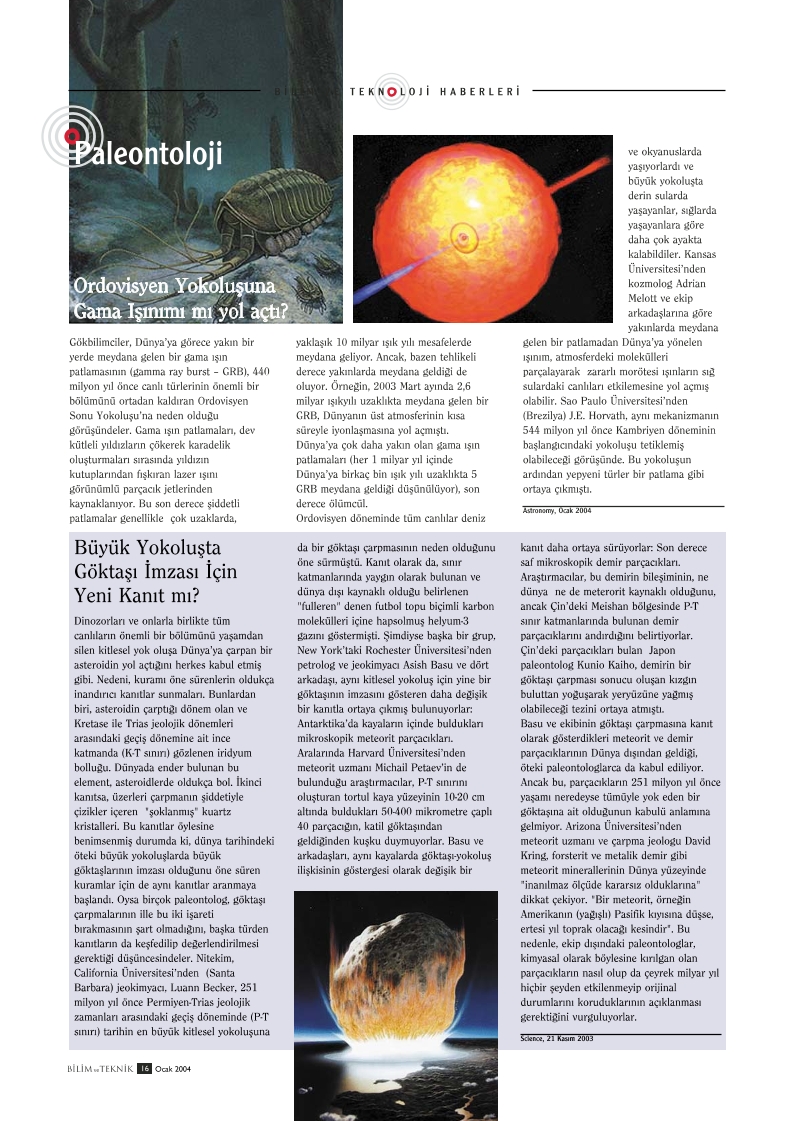 BİLİM VE TEKNOLOJİ HABERLERİ
Paleontoloji
Ordovisyen Yokoluşuna
Gama Işınımı mı yol açtı?
Gökbilimciler, Dünya'ya görece yakın bir
yerde meydana gelen bir gama ışın
patlamasının (gamma ray burst – GRB), 440
milyon yıl önce canlı türlerinin önemli bir
bölümünü ortadan kaldıran Ordovisyen
Sonu Yokoluşu'na neden olduğu
görüşündeler. Gama ışın patlamaları, dev
kütleli yıldızların çökerek karadelik
oluşturmaları sırasında yıldızın
kutuplarından fışkıran lazer ışını
görünümlü parçacık jetlerinden
kaynaklanıyor. Bu son derece şiddetli
patlamalar genellikle çok uzaklarda,
yaklaşık 10 milyar ışık yılı mesafelerde
meydana geliyor. Ancak, bazen tehlikeli
derece yakınlarda meydana geldiği de
oluyor. Örneğin, 2003 Mart ayında 2,6
milyar ışıkyılı uzaklıkta meydana gelen bir
GRB, Dünyanın üst atmosferinin kısa
süreyle iyonlaşmasına yol açmıştı.
Dünya'ya çok daha yakın olan gama ışın
patlamaları (her 1 milyar yıl içinde
Dünya'ya birkaç bin ışık yılı uzaklıkta 5
GRB meydana geldiği düşünülüyor), son
derece ölümcül.
Ordovisyen döneminde tüm canlılar deniz
ve okyanuslarda
yaşıyorlardı ve
büyük yokoluşta
derin sularda
yaşayanlar, sığlarda
yaşayanlara göre
daha çok ayakta
kalabildiler. Kansas
Üniversitesi'nden
kozmolog Adrian
Melott ve ekip
arkadaşlarına göre
yakınlarda meydana
gelen bir patlamadan Dünya'ya yönelen
ışınım, atmosferdeki molekülleri
parçalayarak zararlı morötesi ışınların sığ
sulardaki canlıları etkilemesine yol açmış
olabilir. Sao Paulo Üniversitesi'nden
(Brezilya) J.E. Horvath, aynı mekanizmanın
544 milyon yıl önce Kambriyen döneminin
başlangıcındaki yokoluşu tetiklemiş
olabileceği görüşünde. Bu yokoluşun
ardından yepyeni türler bir patlama gibi
ortaya çıkmıştı.
Astronomy, Ocak 2004
Büyük Yokoluşta
Göktaşı İmzası İçin
Yeni Kanıt mı?
Dinozorları ve onlarla birlikte tüm
canlıların önemli bir bölümünü yaşamdan
silen kitlesel yok oluşa Dünya'ya çarpan bir
asteroidin yol açtığını herkes kabul etmiş
gibi. Nedeni, kuramı öne sürenlerin oldukça
inandırıcı kanıtlar sunmaları. Bunlardan
biri, asteroidin çarptığı dönem olan ve
Kretase ile Trias jeolojik dönemleri
arasındaki geçiş dönemine ait ince
katmanda (K-T sınırı) gözlenen iridyum
bolluğu. Dünyada ender bulunan bu
element, asteroidlerde oldukça bol. İkinci
kanıtsa, üzerleri çarpmanın şiddetiyle
çizikler içeren "şoklanmış" kuartz
kristalleri. Bu kanıtlar öylesine
benimsenmiş durumda ki, dünya tarihindeki
öteki büyük yokoluşlarda büyük
göktaşlarının imzası olduğunu öne süren
kuramlar için de aynı kanıtlar aranmaya
başlandı. Oysa birçok paleontolog, göktaşı
çarpmalarının ille bu iki işareti
bırakmasının şart olmadığını, başka türden
kanıtların da keşfedilip değerlendirilmesi
gerektiği düşüncesindeler. Nitekim,
California Üniversitesi'nden (Santa
Barbara) jeokimyacı, Luann Becker, 251
milyon yıl önce Permiyen-Trias jeolojik
zamanları arasındaki geçiş döneminde (P-T
sınırı) tarihin en büyük kitlesel yokoluşuna
da bir göktaşı çarpmasının neden olduğunu
öne sürmüştü. Kanıt olarak da, sınır
katmanlarında yaygın olarak bulunan ve
dünya dışı kaynaklı olduğu belirlenen
"fulleren" denen futbol topu biçimli karbon
molekülleri içine hapsolmuş helyum-3
gazını göstermişti. Şimdiyse başka bir grup,
New York'taki Rochester Üniversitesi'nden
petrolog ve jeokimyacı Asish Basu ve dört
arkadaşı, aynı kitlesel yokoluş için yine bir
göktaşının imzasını gösteren daha değişik
bir kanıtla ortaya çıkmış bulunuyorlar:
Antarktika'da kayaların içinde buldukları
mikroskopik meteorit parçacıkları.
Aralarında Harvard Üniversitesi'nden
meteorit uzmanı Michail Petaev'in de
bulunduğu araştırmacılar, P-T sınırını
oluşturan tortul kaya yüzeyinin 10-20 cm
altında buldukları 50-400 mikrometre çaplı
40 parçacığın, katil göktaşından
geldiğinden kuşku duymuyorlar. Basu ve
arkadaşları, aynı kayalarda göktaşı-yokoluş
ilişkisinin göstergesi olarak değişik bir
kanıt daha ortaya sürüyorlar: Son derece
saf mikroskopik demir parçacıkları.
Araştırmacılar, bu demirin bileşiminin, ne
dünya ne de meterorit kaynaklı olduğunu,
ancak Çin'deki Meishan bölgesinde P-T
sınır katmanlarında bulunan demir
parçacıklarını andırdığını belirtiyorlar.
Çin'deki parçacıkları bulan Japon
paleontolog Kunio Kaiho, demirin bir
göktaşı çarpması sonucu oluşan kızgın
buluttan yoğuşarak yeryüzüne yağmış
olabileceği tezini ortaya atmıştı.
Basu ve ekibinin göktaşı çarpmasına kanıt
olarak gösterdikleri meteorit ve demir
parçacıklarının Dünya dışından geldiği,
öteki paleontologlarca da kabul ediliyor.
Ancak bu, parçacıkların 251 milyon yıl önce
yaşamı neredeyse tümüyle yok eden bir
göktaşına ait olduğunun kabulü anlamına
gelmiyor. Arizona Üniversitesi'nden
meteorit uzmanı ve çarpma jeologu David
Kring, forsterit ve metalik demir gibi
meteorit minerallerinin Dünya yüzeyinde
"inanılmaz ölçüde kararsız olduklarına"
dikkat çekiyor. "Bir meteorit, örneğin
Amerikanın (yağışlı) Pasifik kıyısına düşse,
ertesi yıl toprak olacağı kesindir". Bu
nedenle, ekip dışındaki paleontologlar,
kimyasal olarak böylesine kırılgan olan
parçacıkların nasıl olup da çeyrek milyar yıl
hiçbir şeyden etkilenmeyip orijinal
durumlarını koruduklarının açıklanması
gerektiğini vurguluyorlar.
Science, 21 Kasım 2003
BİLİM ve TEKNİK 16 Ocak 2004